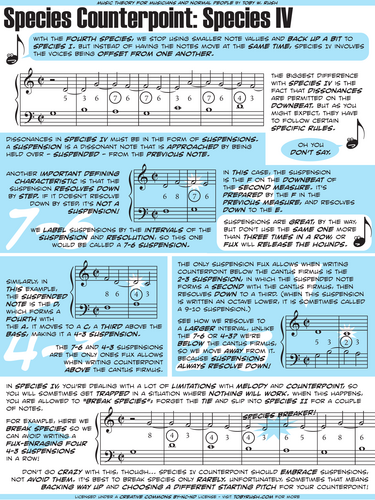 MUSIC THEORY FOR MUSICIANS AND NORMAL PEOPLE BY TOBY W. RUSH
Species Counterpoint: Species IV
WITH THE FOURTH SPECIES, WE STOP USING SMALLER NOTE VALUES AND BACK UP A BIT TO
SPECIES I. BUT INSTEAD OF HAVING THE NOTES MOVE AT THE SAME TIME, SPECIES IV INVOLVES
THE VOICES BEING OFFSET FROM ONE ANOTHER.
THE BIGGEST DIFFERENCE
WITH SPECIES IV IS THE
FACT THAT DISSONANCES
ARE PERMITTED ON THE
DOWNBEAT. BUT AS YOU
MIGHT EXPECT, THEY HAVE
TO FOLLOW CERTAIN
SPECIFIC RULES.
5 3 6 7 6 4 3
DISSONANCES IN SPECIES IV MUST BE IN THE FORM OF SUSPENSIONS.
A SUSPENSION IS A DISSONANT NOTE THAT IS APPROACHED BY BEING
HELD OVER - SUSPENDED - FROM THE PREVIOUS NOTE.
OH YOU
DON'T SAY.
ANOTHER IMPORTANT DEFINING
CHARACTERISTIC IS THAT THE
SUSPENSION RESOLVES DOWN
BY STEP. IF IT DOESN'T RESOLVE
DOWN BY STEP, IT'S NOT A
SUSPENSION!
IN THIS CASE, THE SUSPENSION
IS THE F ON THE DOWNBEAT OF
THE SECOND MEASURE. IT'S
PREPARED BY THE F IN THE
PREVIOUS MEASURE, AND RESOLVES
DOWN TO THE E.
WE LABEL SUSPENSIONS BY THE INTERVALS OF THE
SUSPENSION AND RESOLUTION, SO THIS ONE
WOULD BE CALLED A 7-6 SUSPENSION.
SUSPENSIONS ARE GREAT, BY THE WAY.
BUT DON'T USE THE SAME ONE MORE
THAN THREE TIMES IN A ROW OR
FUX WILL RELEASE THE HOUNDS.
SIMILARLY, IN
THIS EXAMPLE,
THE SUSPENDED
NOTE IS THE D
WHICH FORMS A
FOURTH WITH
THE A. IT MOVES TO A C, A THIRD ABOVE THE
BASS, MAKING IT A 4-3 SUSPENSION.
THE 7-6 AND 4-3 SUSPENSIONS
ARE THE ONLY ONES FUX ALLOWS
WHEN WRITING COUNTERPOINT
ABOVE THE CANTUS FIRMUS.
THE ONLY SUSPENSION FUX ALLOWS WHEN WRITING
COUNTERPOINT BELOW THE CANTUS FIRMUS IS THE
2-3 SUSPENSION, IN WHICH THE SUSPENDED NOTE
FORMS A SECOND WITH THE CANTUS FIRMUS, THEN
RESOLVES DOWN TO A THIRD. (WHEN THIS SUSPENSION
IS WRITTEN AN OCTAVE LOWER, IT IS SOMETIMES CALLED
A 9-10 SUSPENSION.)
SEE HOW WE RESOLVE TO
A LARGER INTERVAL, UNLIKE
THE 7-6 OR 4-3? WE'RE
BELOW THE CANTUS FIRMUS,
SO WE MOVE AWAY FROM IT,
BECAUSE SUSPENSIONS
ALWAYS RESOLVE DOWN!
IN SPECIES IV, YOU'RE DEALING WITH A LOT OF LIMITATIONS WITH MELODY AND COUNTERPOINT, SO
YOU WILL SOMETIMES GET TRAPPED IN A SITUATION WHERE NOTHING WILL WORK. WHEN THIS HAPPENS,
YOU ARE ALLOWED TO "BREAK SPECIES": FORGET THE TIE AND SLIP INTO SPECIES II FOR A COUPLE
OF NOTES.
SPECIES BREAKER!
FOR EXAMPLE, HERE WE
BREAK SPECIES SO WE
CAN AVOID WRITING A
FUX-ENRAGING FOUR
4-3 SUSPENSIONS
IN A ROW!
DON'T GO CRAZY WITH THIS, THOUGH... SPECIES IV COUNTERPOINT SHOULD EMBRACE SUSPENSIONS,
NOT AVOID THEM. IT'S BEST TO BREAK SPECIES ONLY RARELY. UNFORTUNATELY, SOMETIMES THAT MEANS
BACKING WAY UP AND CHOOSING A DIFFERENT STARTING PITCH FOR YOUR COUNTERPOINT!
LICENSED UNDER A CREATIVE COMMONS BY-NC-ND LICENSE - VISIT TOBYRUSH.COM FOR MORE